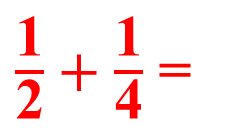 1/2 + 1/4 =